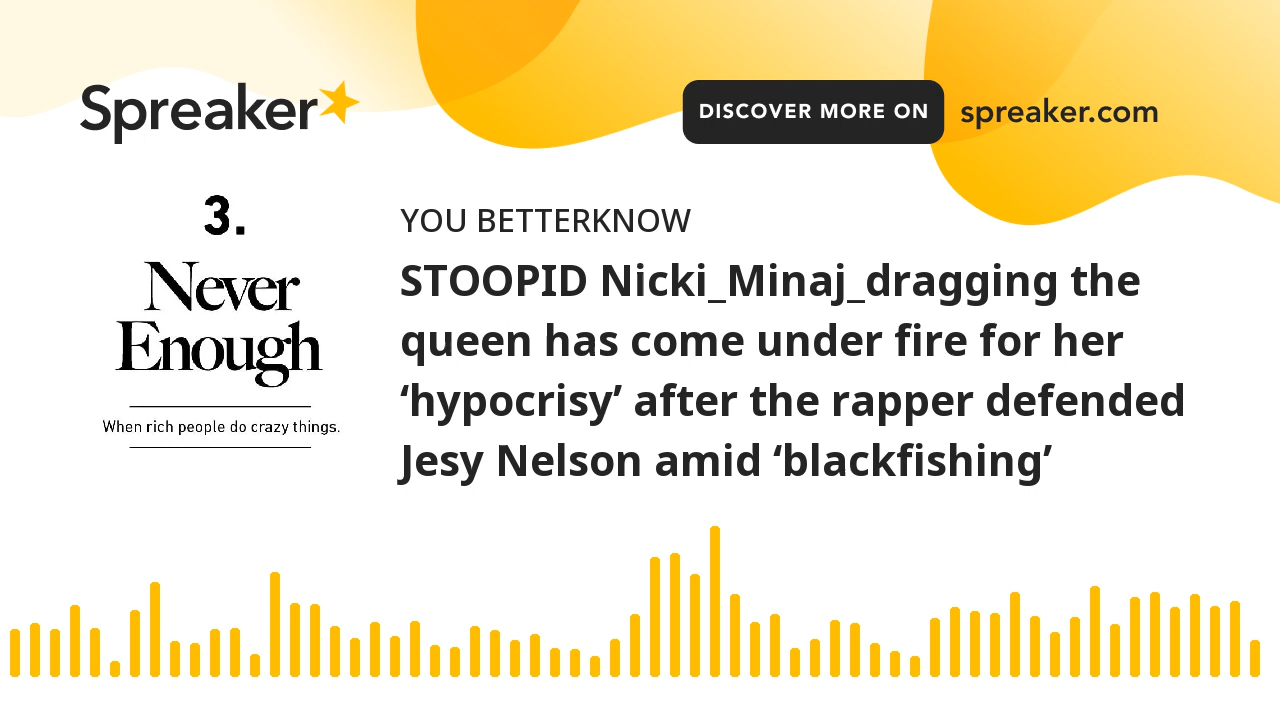 Spreaker
DISCOVER MORE ON
spreaker.com
3.
Never
Enough
When rich people do crazy things.
YOU BETTERKNOW
STOOPID Nicki_Minaj_dragging the
queen has come under fire for her
‘hypocrisy’ after the rapper defended
Jesy Nelson amid ‘blackfishing’